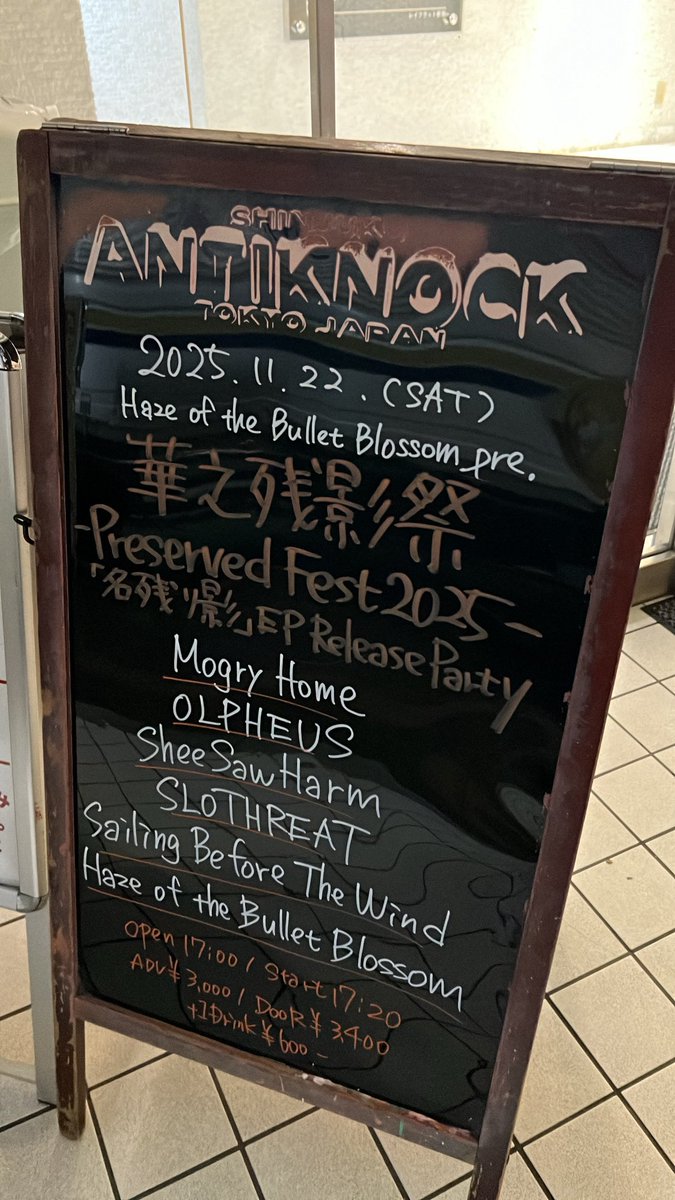 ANTIKNOCK
TOKYO JAPAN
2025.11.22.(SAT)
Haze of the Bullet Blossom pre.
華之残影祭
-Preserved Fest 2025-
「名残ノ影」EP Release Party
Mogry Home
OLPHEUS
SheeSawHarm
SLOTHREAT
Sailing Before The Wind
Haze of the Bullet Blossom
open 17:00 / Start 17:20
ADV ¥3,000 / DooR ¥3,400
+1Drink ¥600-